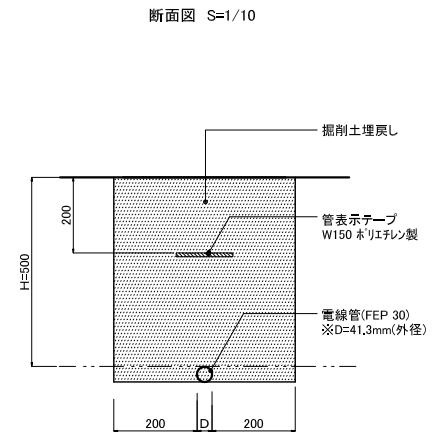 断面図 S=1/10
掘削土埋戻し
200
管表示テープ
W150 ポリエチレン製
H=500
電線管(FEP 30)
※D=41,3mm(外径)
200
D
200